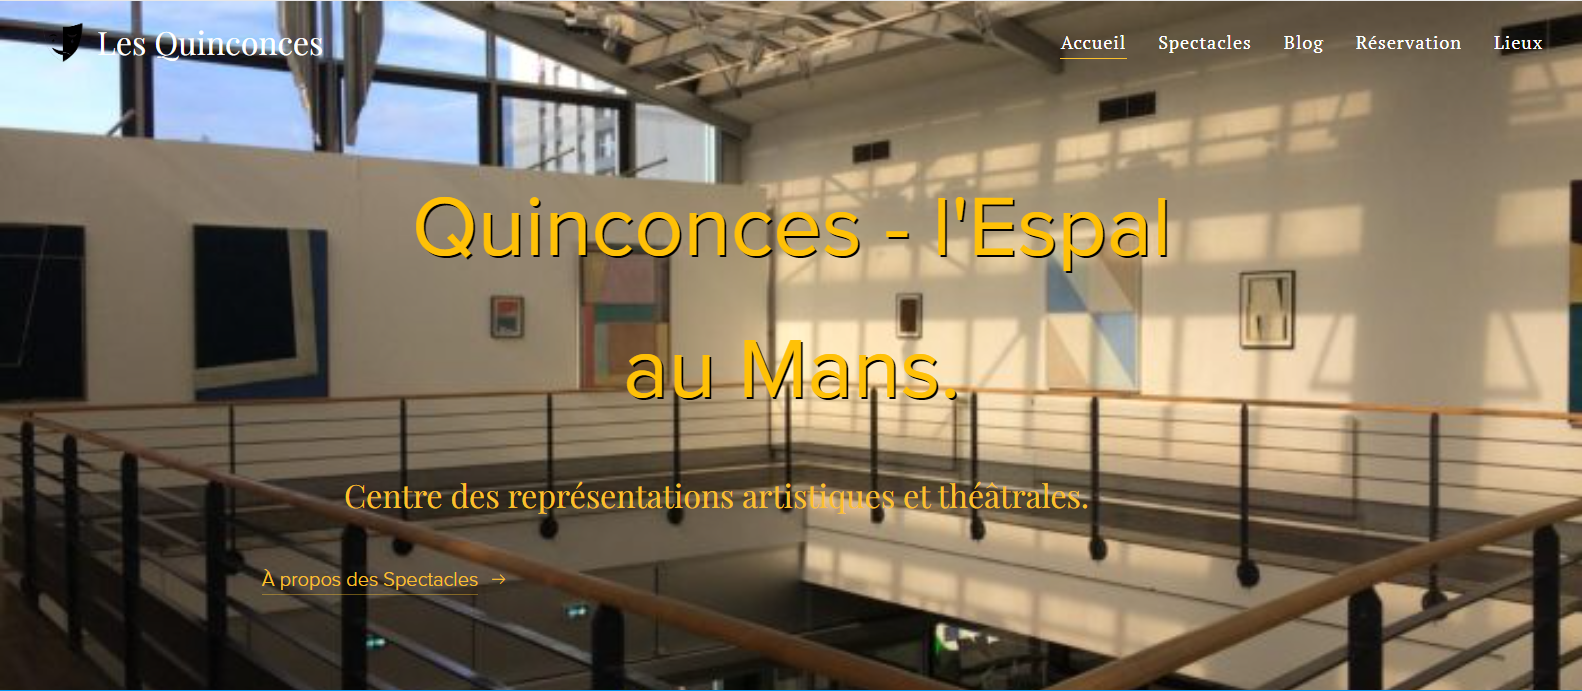 Les Quinconces
Accueil Spectacles Blog Réservation Lieux
Quinconces - l'Espal
au Mans.
Centre des représentations artistiques et théâtrales.
À propos des Spectacles →